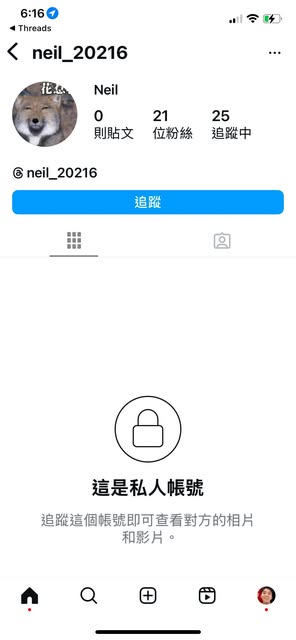 6:16
Threads
neil_20216
Neil
0 21 25
則貼文 位粉絲 追蹤中
neil_20216
追蹤
這是私人帳號
追蹤這個帳號即可查看對方的相片
和影片。